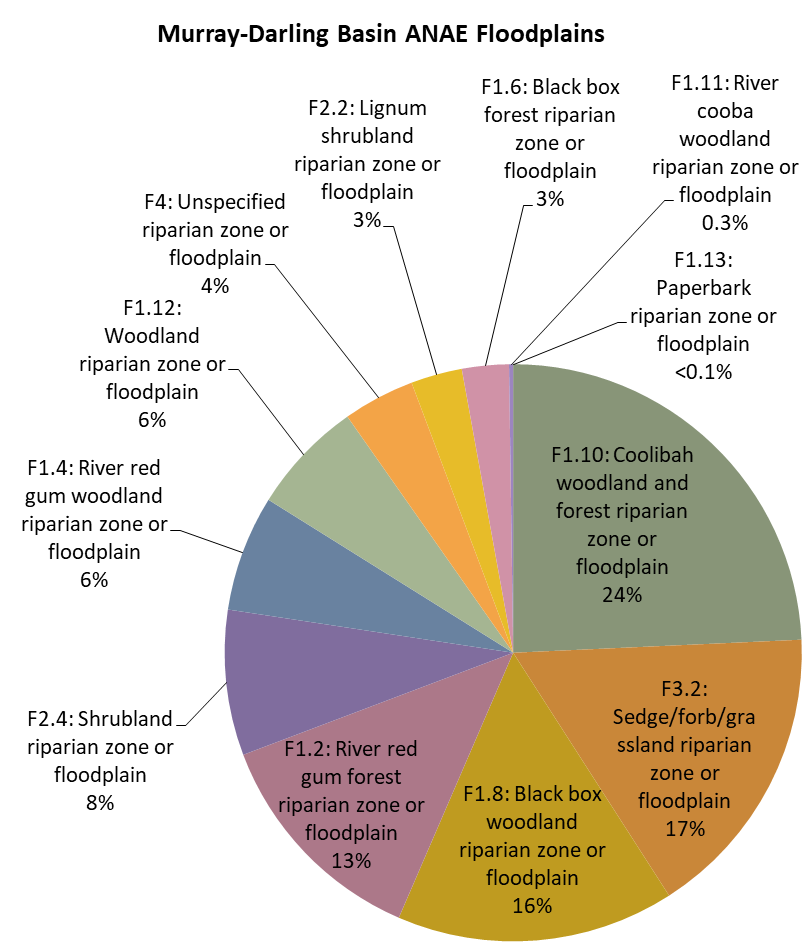 Murray-Darling Basin ANAE Floodplains
F1.6: Black box
forest riparian
zone or
floodplain
3%
F1.11: River
cooba
woodland
riparian zone or
floodplain
0.3%
F2.2: Lignum
shrubland
riparian zone or
floodplain
3%
F4: Unspecified
riparian zone or
floodplain
4%
F1.13:
Paperbark
riparian zone or
floodplain
<0.1%
F1.12:
Woodland
riparian zone or
floodplain
6%
F1.10: Coolibah
woodland and
forest riparian
zone or
floodplain
24%
F1.4: River red
gum woodland
riparian zone or
floodplain
6%
F3.2:
Sedge/forb/gra
ssland riparian
zone or
floodplain
17%
F2.4: Shrubland
riparian zone or
floodplain
8%
F1.2: River red
gum forest
riparian zone or
floodplain
13%
F1.8: Black box
woodland
riparian zone or
floodplain
16%